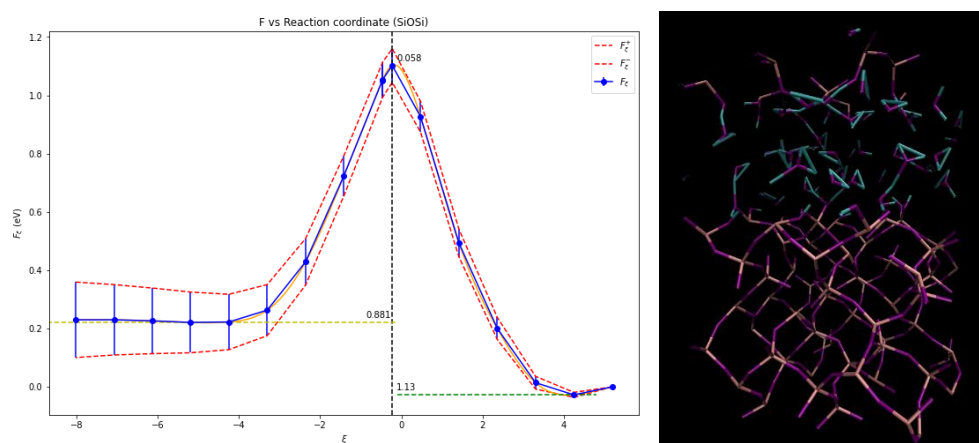 F vs Reaction coordinate (SiOSi)
1.2
1.0
0.8
0.6
0.4
0.2
0.0
F_ξ (eV)
0.058
0.881
1.13
F_ξ^+
F_ξ^−
F_ξ
−8
−6
−4
−2
0
2
4
ξ